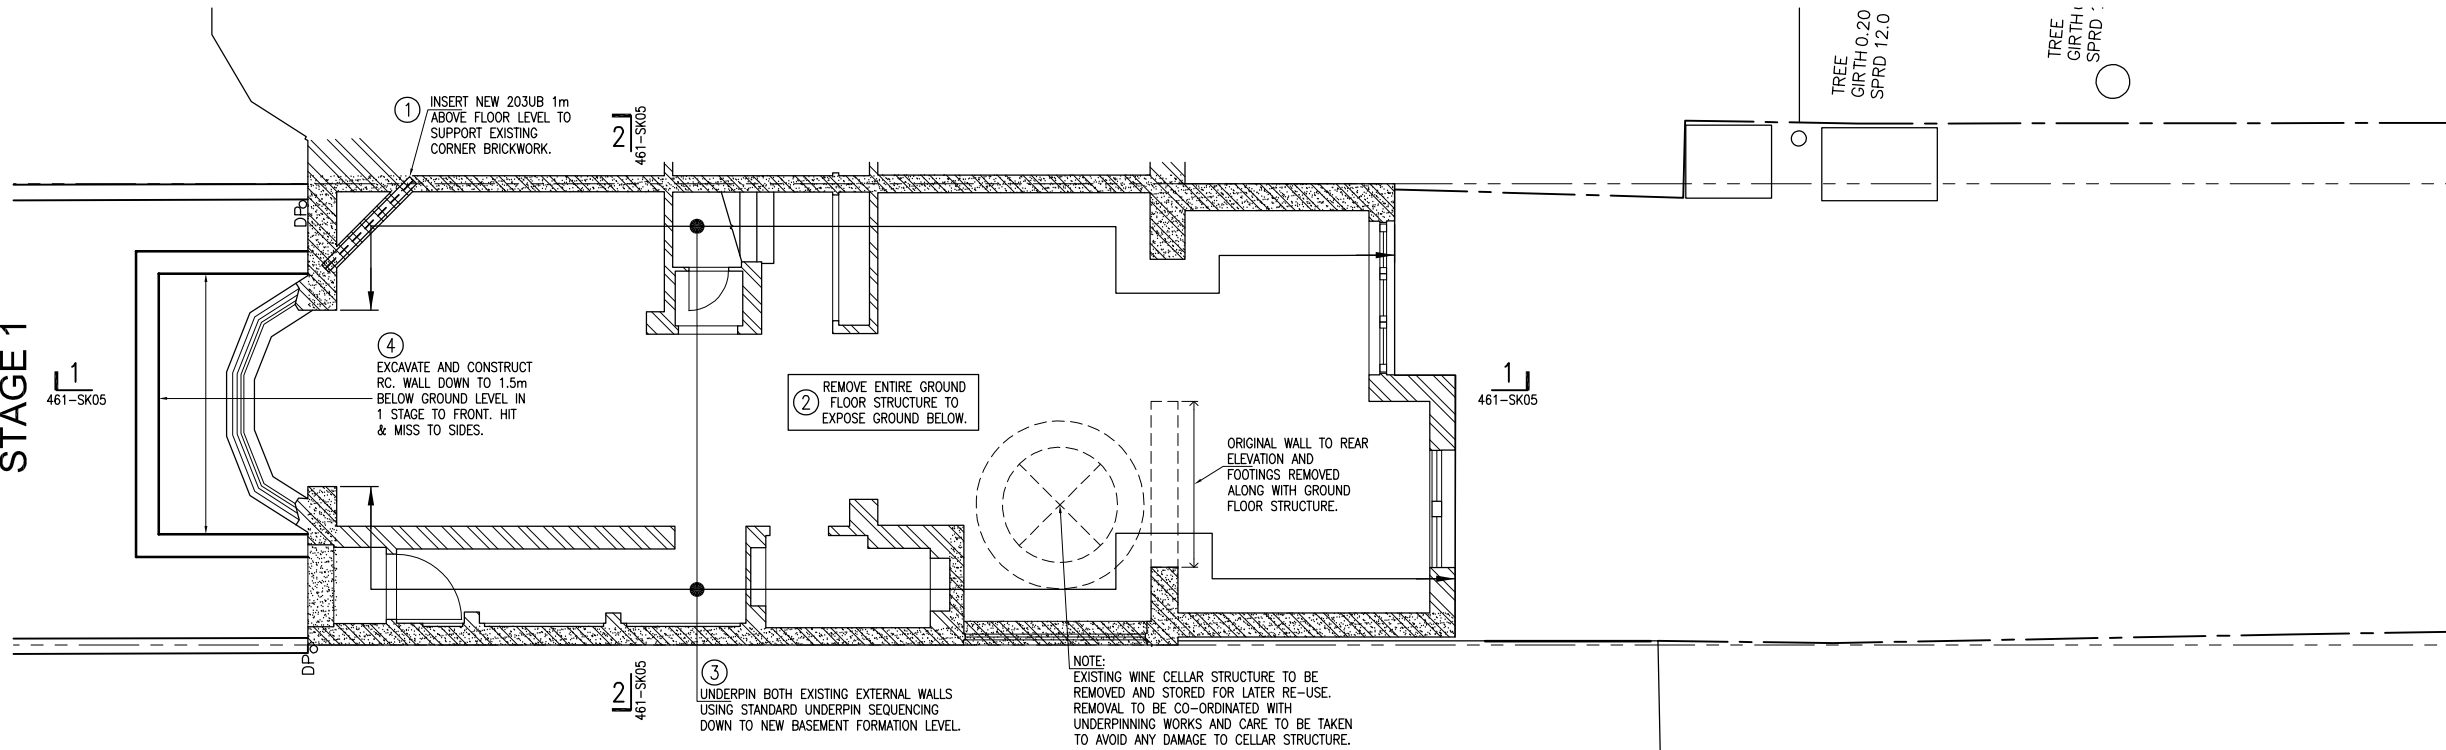 STAGE 1
1
INSERT NEW 203UB 1m
ABOVE FLOOR LEVEL TO
SUPPORT EXISTING
CORNER BRICKWORK.
2
461-SK05
TREE
GIRTH 0.20
SPRD 12.0
TREE
GIRTH
SPRD
DP
1
461-SK05
4
EXCAVATE AND CONSTRUCT
RC. WALL DOWN TO 1.5m
BELOW GROUND LEVEL IN
1 STAGE TO FRONT. HIT
& MISS TO SIDES.
2
REMOVE ENTIRE GROUND
FLOOR STRUCTURE TO
EXPOSE GROUND BELOW.
1
461-SK05
ORIGINAL WALL TO REAR
ELEVATION AND
FOOTINGS REMOVED
ALONG WITH GROUND
FLOOR STRUCTURE.
DP
2
461-SK05
3
UNDERPIN BOTH EXISTING EXTERNAL WALLS
USING STANDARD UNDERPIN SEQUENCING
DOWN TO NEW BASEMENT FORMATION LEVEL.
NOTE:
EXISTING WINE CELLAR STRUCTURE TO BE
REMOVED AND STORED FOR LATER RE-USE.
REMOVAL TO BE CO-ORDINATED WITH
UNDERPINNING WORKS AND CARE TO BE TAKEN
TO AVOID ANY DAMAGE TO CELLAR STRUCTURE.